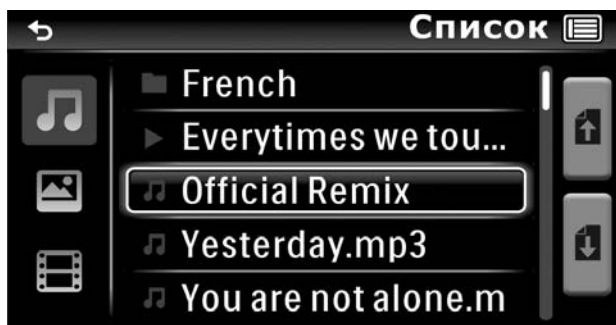 Список
French
Everytimes we tou...
Official Remix
Yesterday.mp3
You are not alone.m